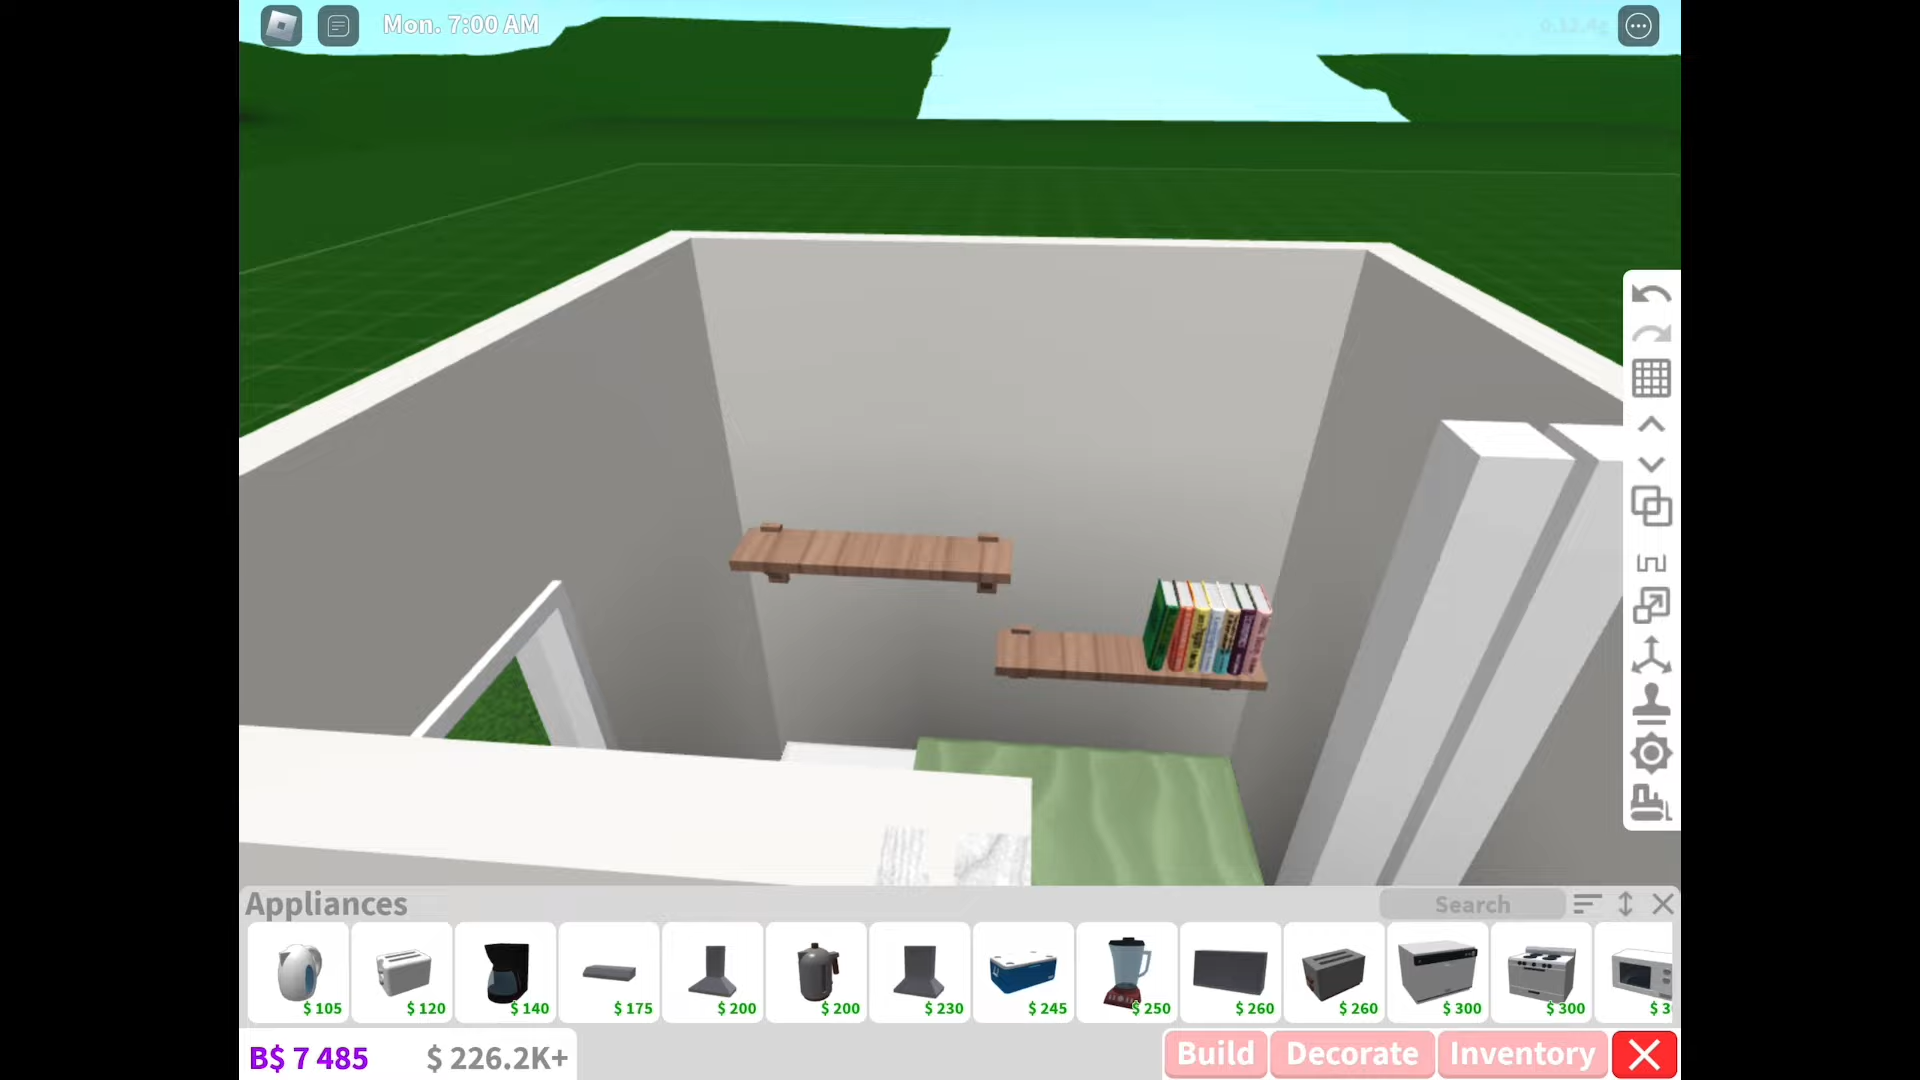 Mon. 7:00 AM
Appliances
Search
$ 105
$ 120
$ 140
$ 175
$ 200
$ 200
$ 230
$ 245
$ 250
$ 260
$ 260
$ 300
$ 300
B$ 7 485
$ 226.2K+
Build
Decorate
Inventory